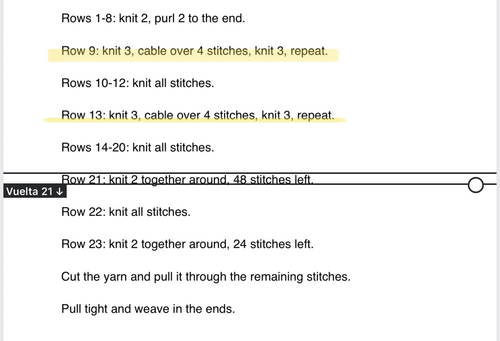 Rows 1-8: knit 2, purl 2 to the end.
Row 9: knit 3, cable over 4 stitches, knit 3, repeat.
Rows 10-12: knit all stitches.
Row 13: knit 3, cable over 4 stitches, knit 3, repeat.
Rows 14-20: knit all stitches.
Row 21: knit 2 together around, 48 stitches left.
Vuelta 21 ↓
Row 22: knit all stitches.
Row 23: knit 2 together around, 24 stitches left.
Cut the yarn and pull it through the remaining stitches.
Pull tight and weave in the ends.